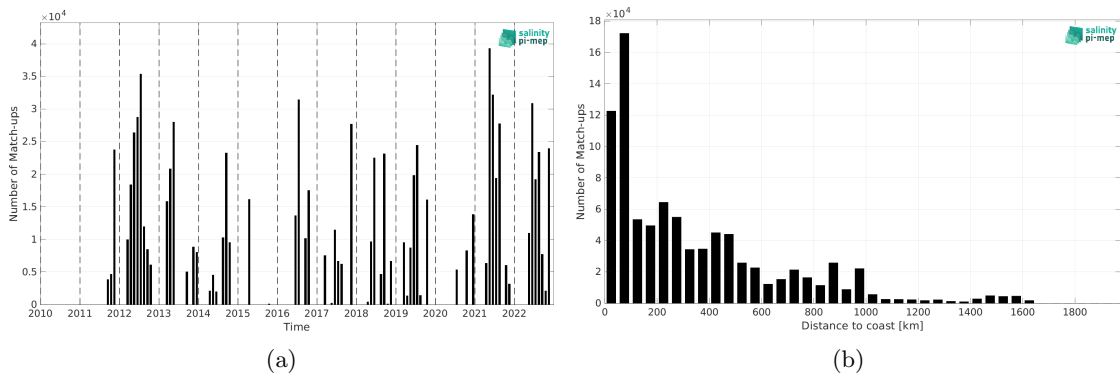 ×10⁴
4
3.5
3
2.5
2
1.5
1
0.5
0
Number of Match-ups
2010 2011 2012 2013 2014 2015 2016 2017 2018 2019 2020 2021 2022
Time
salinity
pi-mep
(a)
×10⁴
18
16
14
12
10
8
6
4
2
0
Number of Match-ups
0 200 400 600 800 1000 1200 1400 1600 1800
Distance to coast [km]
salinity
pi-mep
(b)